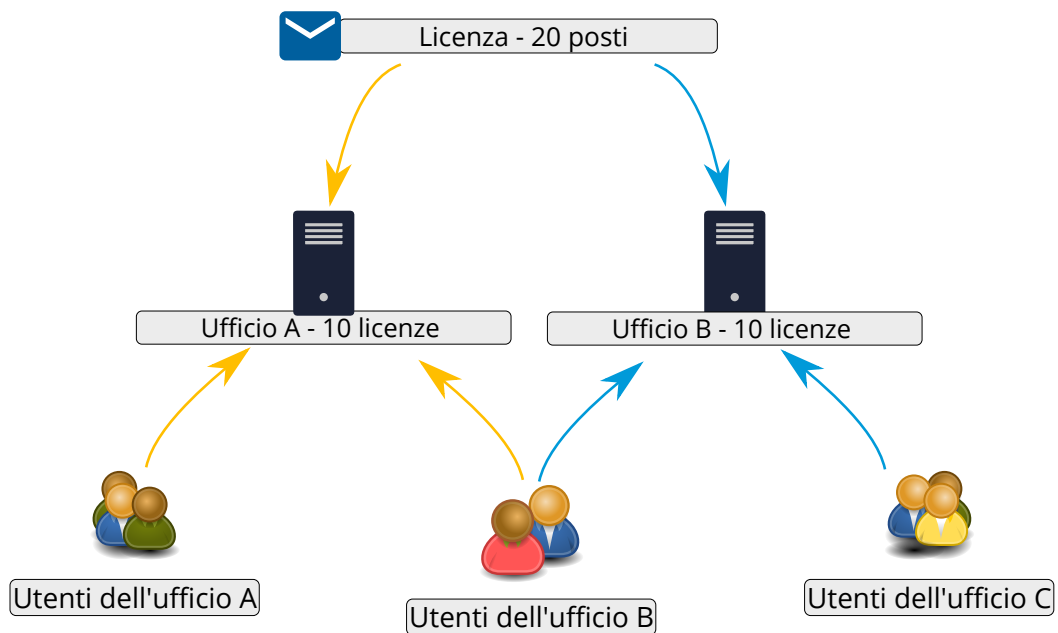 Licenza - 20 posti
Ufficio A - 10 licenze
Ufficio B - 10 licenze
Utenti dell'ufficio A
Utenti dell'ufficio B
Utenti dell'ufficio C